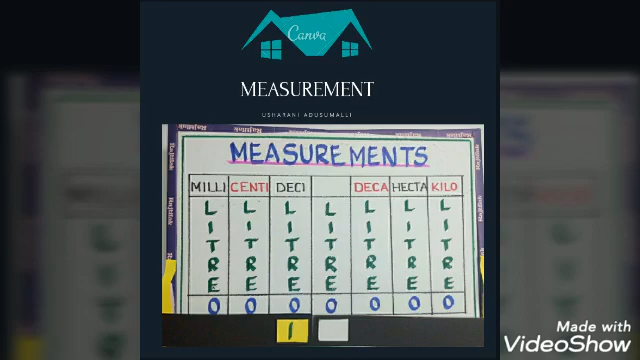 Canva
MEASUREMENT
USHARANI ADUSUMALLI
MEASUREMENTS
MILLI CENTI DECI DECA HECTA KILO
L L L L L L L
I I I I I I I
T T T T T T T
R R R R R R R
E E E E E E E
0 0 0 0 0 0 0
1
Made with
VideoShow